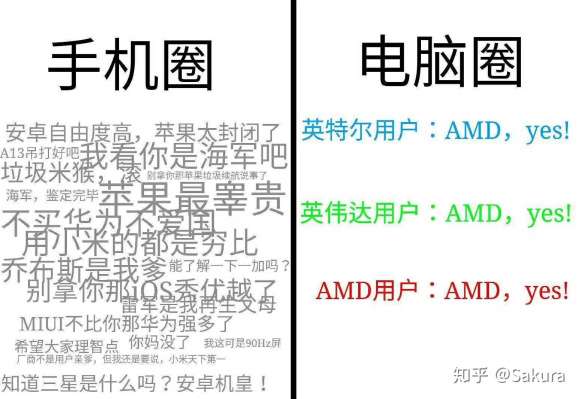 手机圈
安卓自由度高，苹果太封闭了
A13吊打好吧
我看你是海军吧
垃圾米猴，滚
别拿你那苹果垃圾续航说事了
海军，鉴定完毕
苹果最睾贵
不买华为不爱国
用小米的都是穷比
乔布斯是我爹
能了解一下一加吗？
别拿你那iOS秀优越了
雷军是我再生父母
MIUI不比你那华为强多了
希望大家理智点
你妈没了
我这可是90Hz屏
厂商不是用户亲爹，但我还是要说，小米天下第一
知道三星是什么吗？安卓机皇！
电脑圈
英特尔用户：AMD，yes!
英伟达用户：AMD，yes!
AMD用户：AMD，yes!
知乎 @Sakura